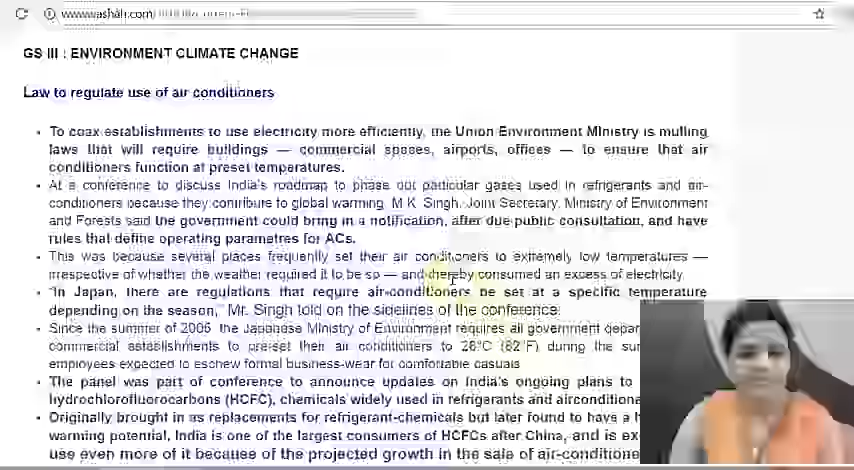 www.ashah.com
GS III : ENVIRONMENT CLIMATE CHANGE
Law to regulate use of air conditioners
• To coax establishments to use electricity more efficiently, the Union Environment Ministry is mulling
laws that will require buildings — commercial spaces, airports, offices — to ensure that air
conditioners function at preset temperatures.
• At a conference to discuss India's roadmap to phase out particular gases used in refrigerants and air-
conditioners because they contribute to global warming, M.K. Singh, Joint Secretary, Ministry of Environment
and Forests said the government could bring in a notification, after due public consultation, and have
rules that define operating parametres for ACs.
• This was because several places frequently set their air conditioners to extremely low temperatures —
irrespective of whether the weather required it to be so — and thereby consumed an excess of electricity.
• "In Japan, there are regulations that require air-conditioners be set at a specific temperature
depending on the season," Mr. Singh told on the sidelines of the conference.
• Since the summer of 2005, the Japanese Ministry of Environment requires all government depar
commercial establishments to pre-set their air conditioners to 28°C (82°F) during the su
employees expected to eschew formal business-wear for comfortable casuals
• The panel was part of conference to announce updates on India's ongoing plans to
hydrochlorofluorocarbons (HCFC), chemicals widely used in refrigerants and airconditione
• Originally brought in as replacements for refrigerant-chemicals but later found to have a h
warming potential, India is one of the largest consumers of HCFCs after China, and is ex
use even more of it because of the projected growth in the sale of air-conditione